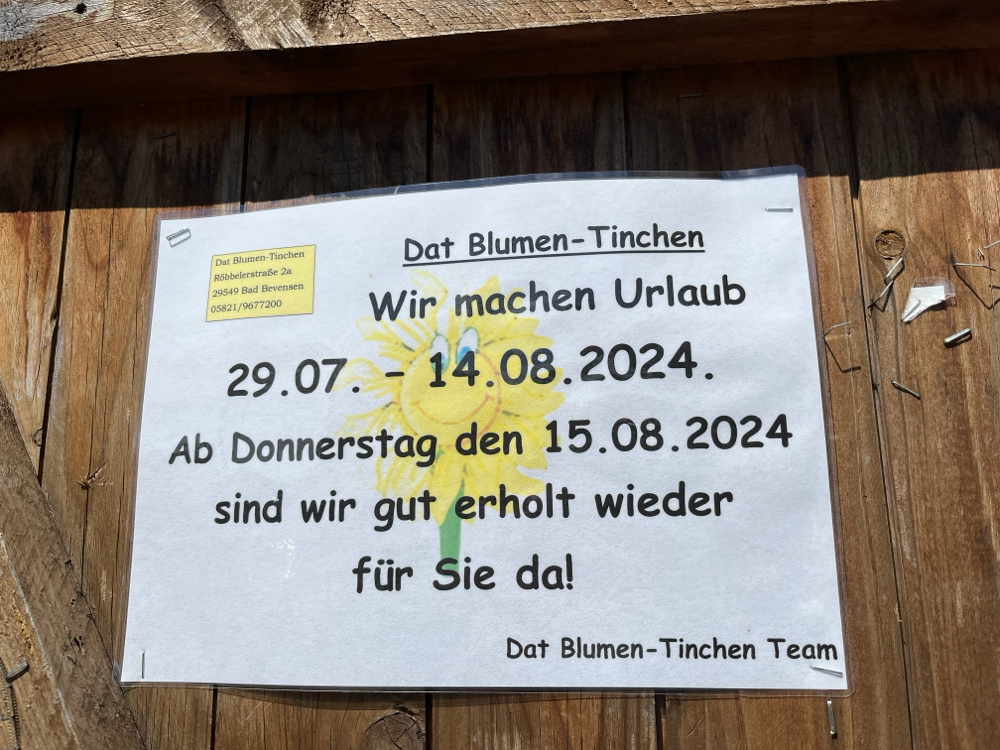 Dat Blumen-Tinchen
Röbbelerstraße 2a
29549 Bad Bevensen
05821/9677200
Dat Blumen-Tinchen
Wir machen Urlaub
29.07. - 14.08.2024.
Ab Donnerstag den 15.08.2024
sind wir gut erholt wieder
für Sie da!
Dat Blumen-Tinchen Team